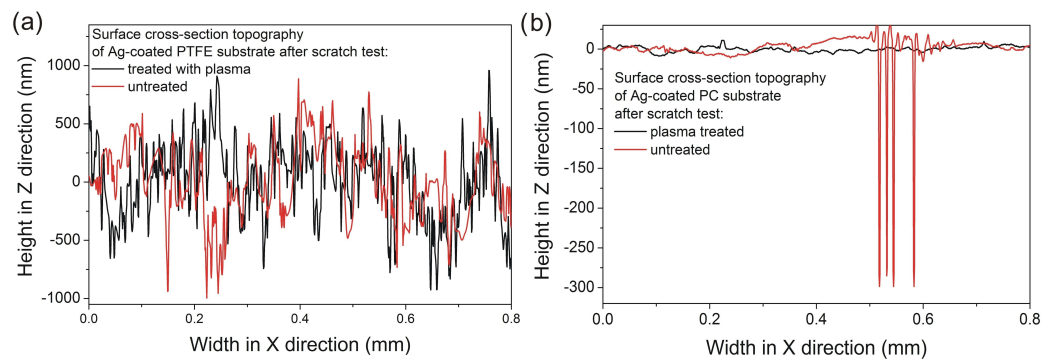 (a)
Surface cross-section topography
of Ag-coated PTFE substrate after scratch test:
treated with plasma
untreated
Height in Z direction (nm)
1000
500
0
-500
-1000
0.0 0.2 0.4 0.6 0.8
Width in X direction (mm)
(b)
Surface cross-section topography
of Ag-coated PC substrate
after scratch test:
plasma treated
untreated
Height in Z direction (nm)
0
-50
-100
-150
-200
-250
-300
0.0 0.2 0.4 0.6 0.8
Width in X direction (mm)